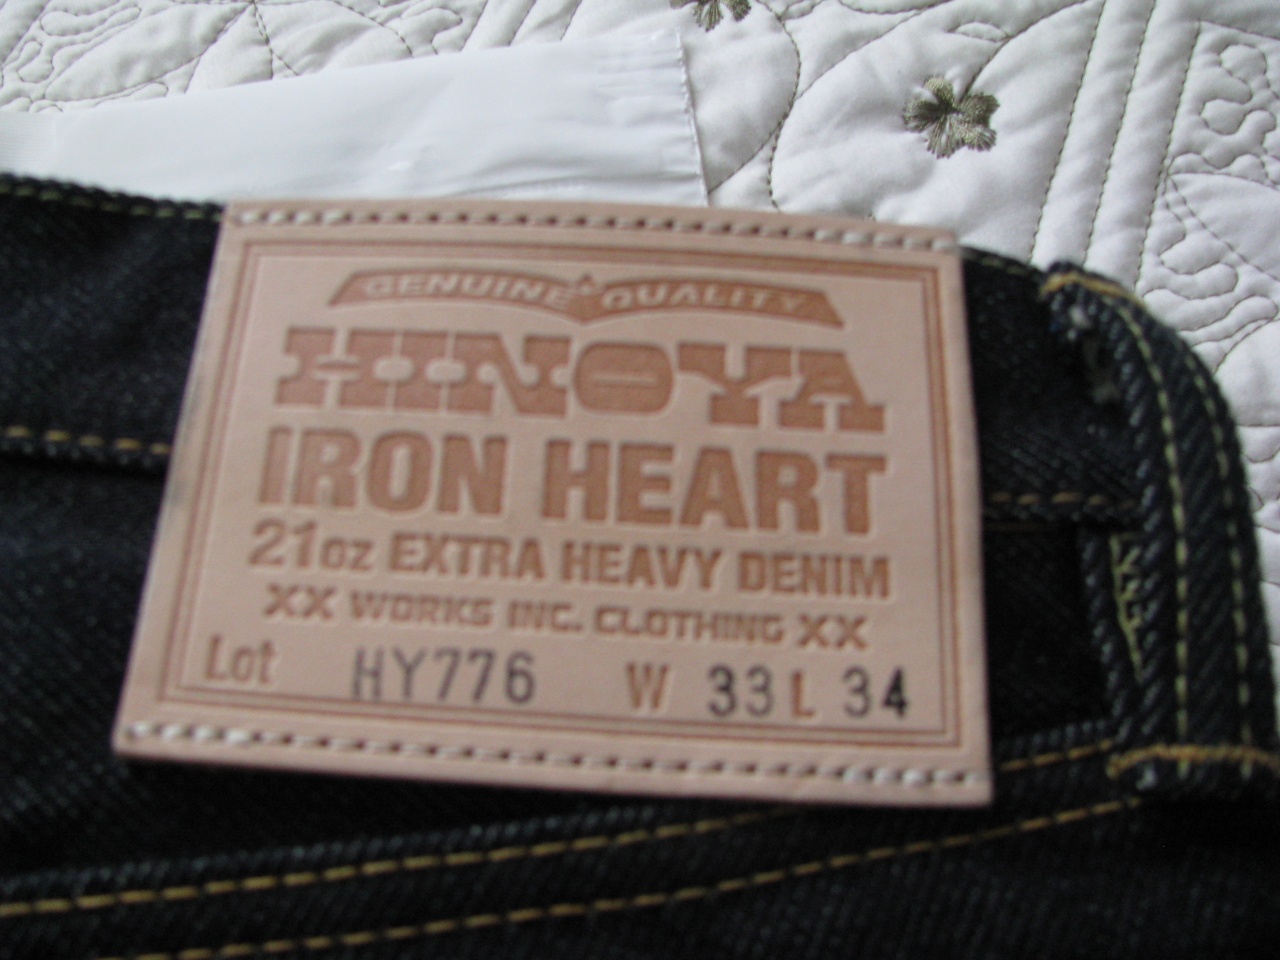 GENUINE QUALITY
HINOYA
IRON HEART
21oz EXTRA HEAVY DENIM
XX WORKS INC. CLOTHING XX
Lot HY776 W 33 L 34